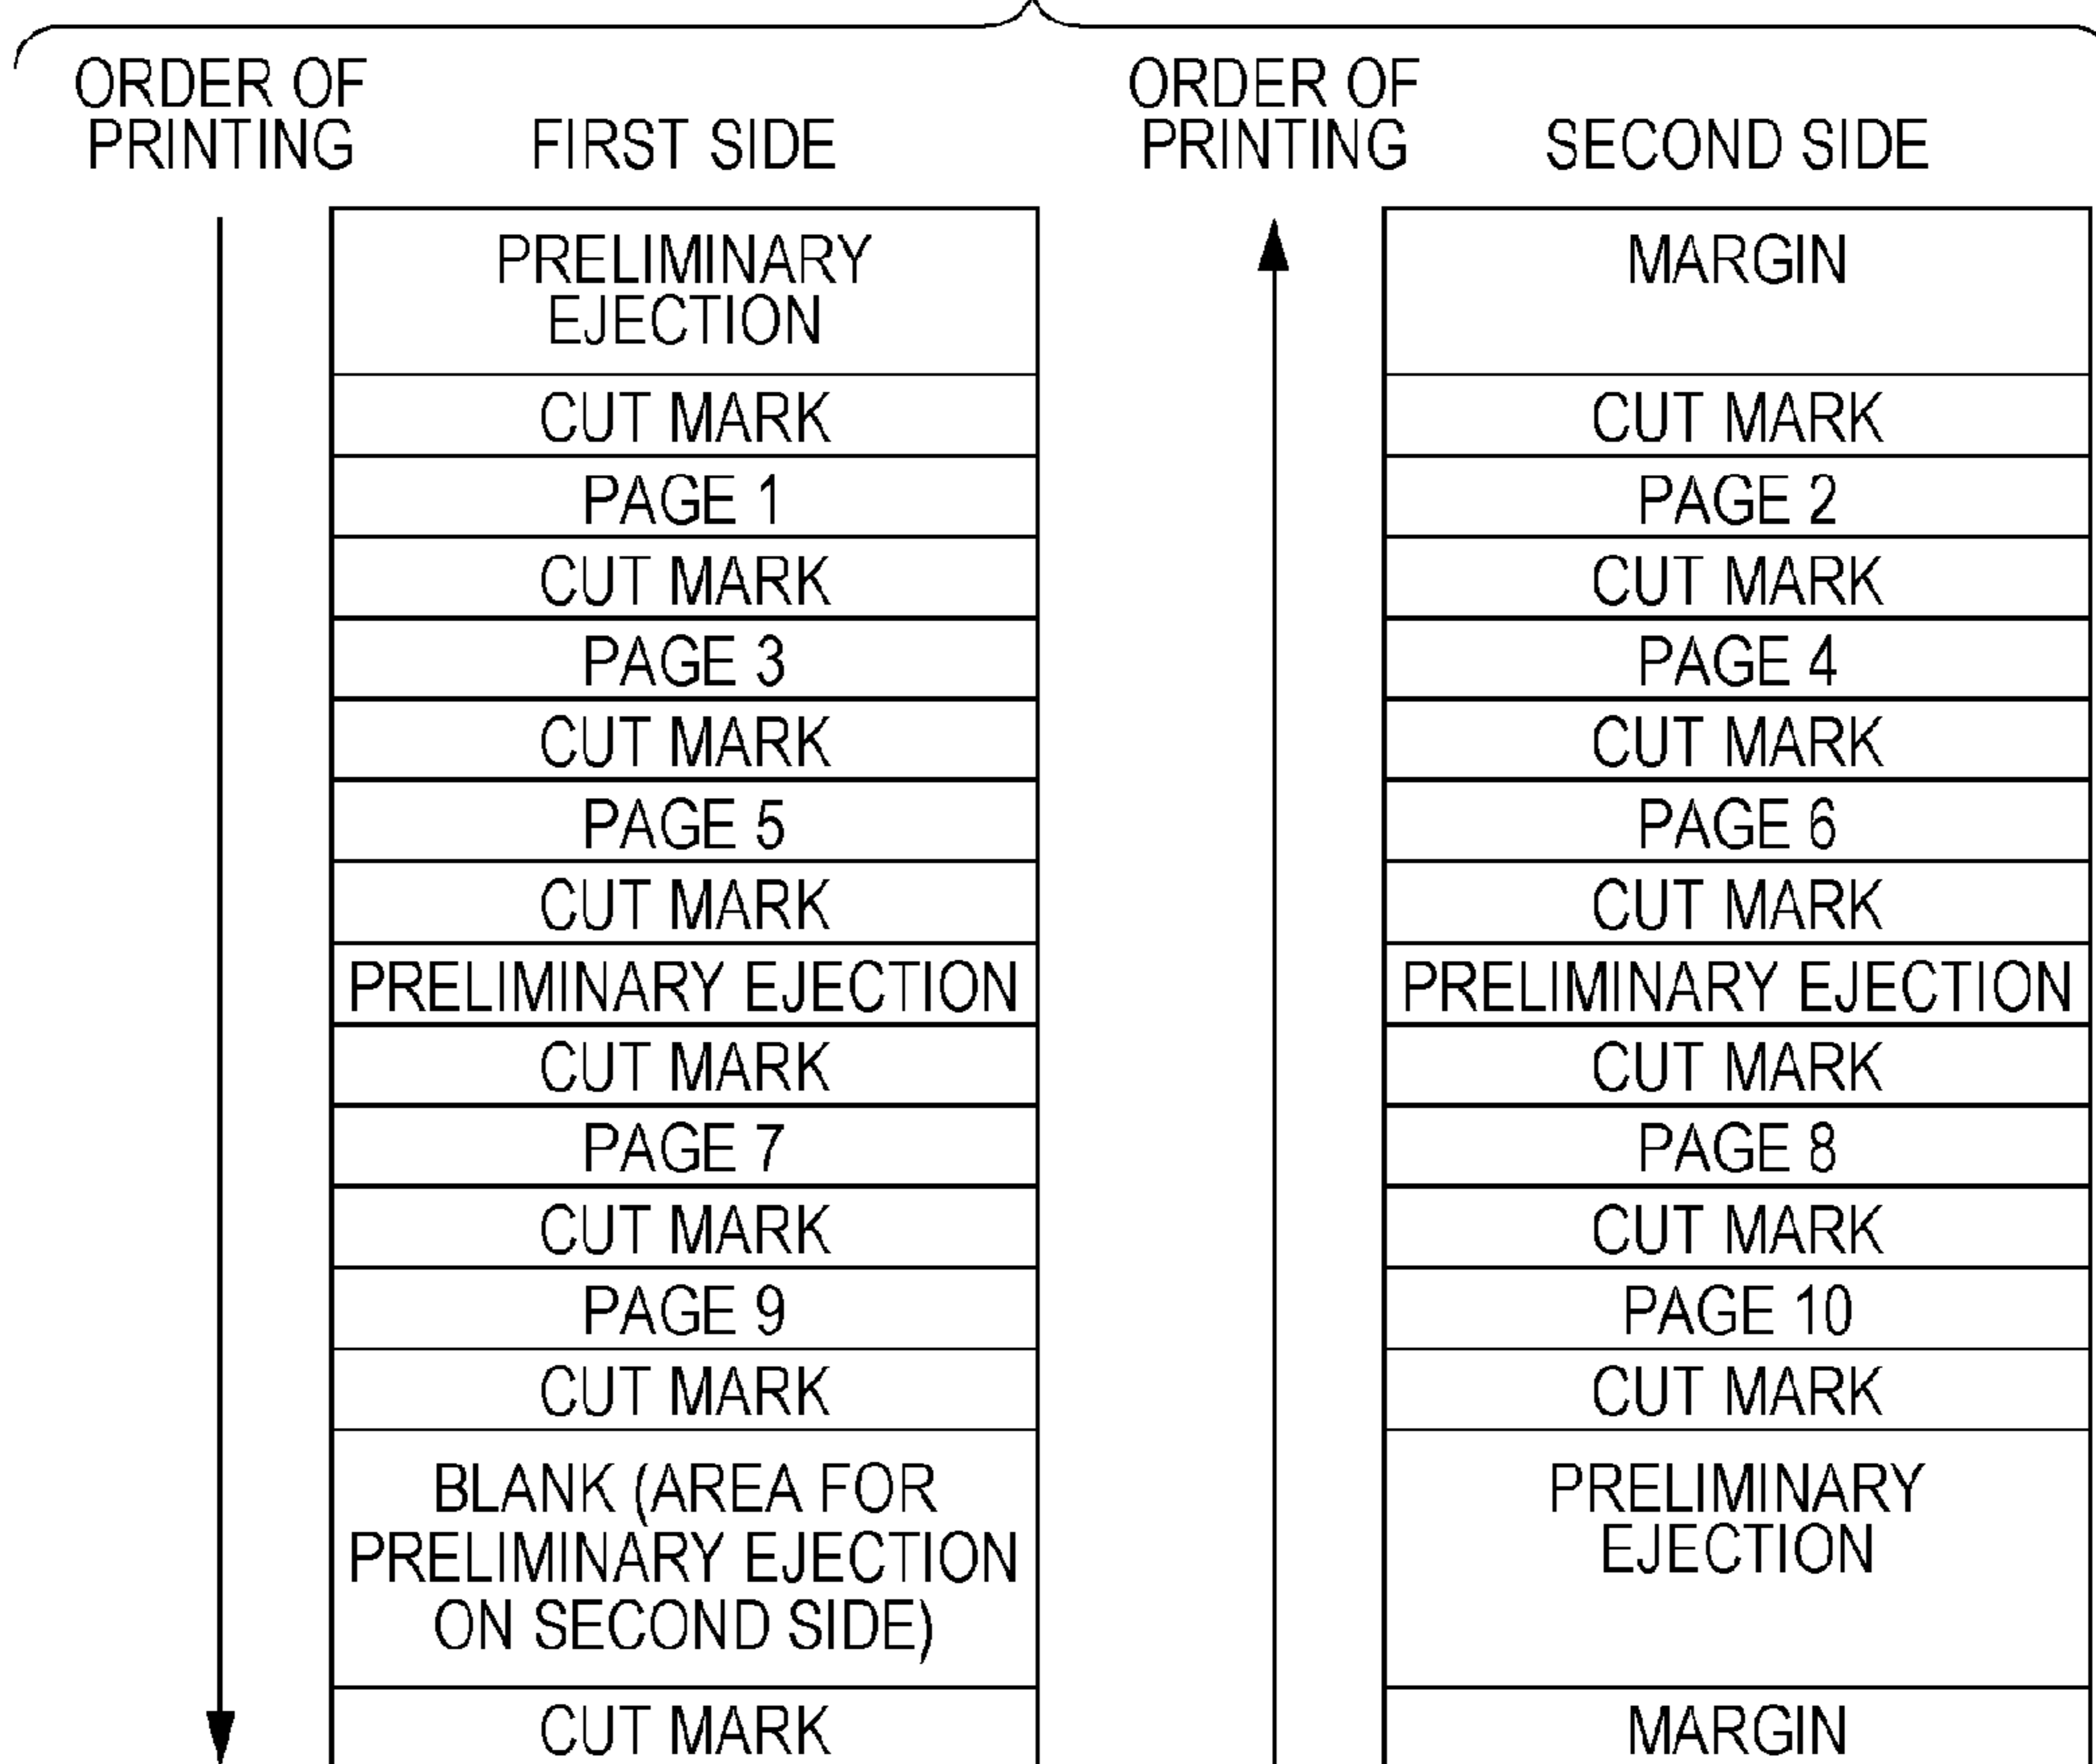 ORDER OF
PRINTING
FIRST SIDE
PRELIMINARY
EJECTION
CUT MARK
PAGE 1
CUT MARK
PAGE 3
CUT MARK
PAGE 5
CUT MARK
PRELIMINARY EJECTION
CUT MARK
PAGE 7
CUT MARK
PAGE 9
CUT MARK
BLANK (AREA FOR
PRELIMINARY EJECTION
ON SECOND SIDE)
CUT MARK
ORDER OF
PRINTING
SECOND SIDE
MARGIN
CUT MARK
PAGE 2
CUT MARK
PAGE 4
CUT MARK
PAGE 6
CUT MARK
PRELIMINARY EJECTION
CUT MARK
PAGE 8
CUT MARK
PAGE 10
CUT MARK
PRELIMINARY
EJECTION
MARGIN